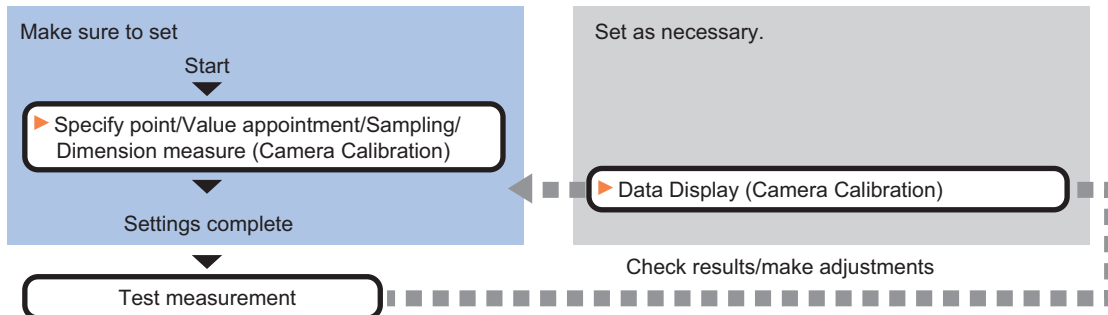 Make sure to set
Start
Specify point/Value appointment/Sampling/
Dimension measure (Camera Calibration)
Settings complete
Test measurement
Set as necessary.
Data Display (Camera Calibration)
Check results/make adjustments